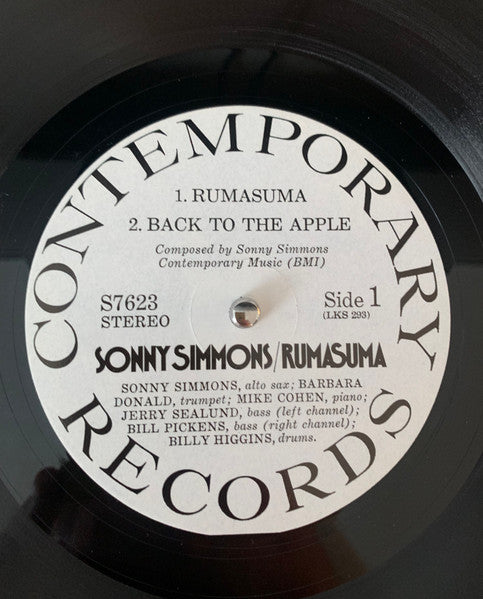 CONTEMPORARY
1. RUMASUMA
2. BACK TO THE APPLE
Composed by Sonny Simmons
Contemporary Music (BMI)
S7623
STEREO
Side 1
(LKS 293)
SONNY SIMMONS/RUMASUMA
SONNY SIMMONS, alto sax; BARBARA
DONALD, trumpet; MIKE COHEN, piano;
JERRY SEALUND, bass (left channel);
BILL PICKENS, bass (right channel);
BILLY HIGGINS, drums.
RECORDS